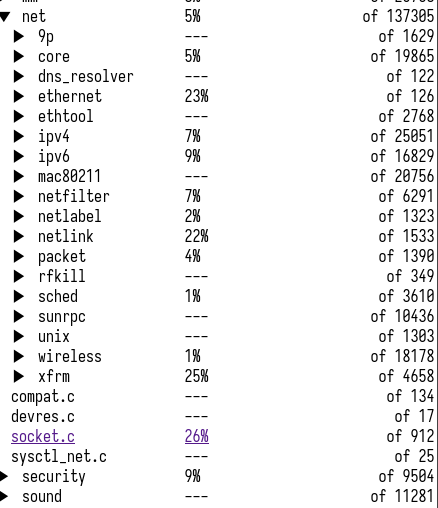 ▼ net 5% of 137305
▶ 9p --- of 1629
▶ core 5% of 19865
▶ dns_resolver --- of 122
▶ ethernet 23% of 126
▶ ethtool --- of 2768
▶ ipv4 7% of 25051
▶ ipv6 9% of 16829
▶ mac80211 --- of 20756
▶ netfilter 7% of 6291
▶ netlabel 2% of 1323
▶ netlink 22% of 1533
▶ packet 4% of 1390
▶ rfkill --- of 349
▶ sched 1% of 3610
▶ sunrpc --- of 10436
▶ unix --- of 1303
▶ wireless 1% of 18178
▶ xfrm 25% of 4658
compat.c --- of 134
devres.c --- of 17
socket.c 26% of 912
sysctl_net.c --- of 25
▶ security 9% of 9504
▶ sound --- of 11281